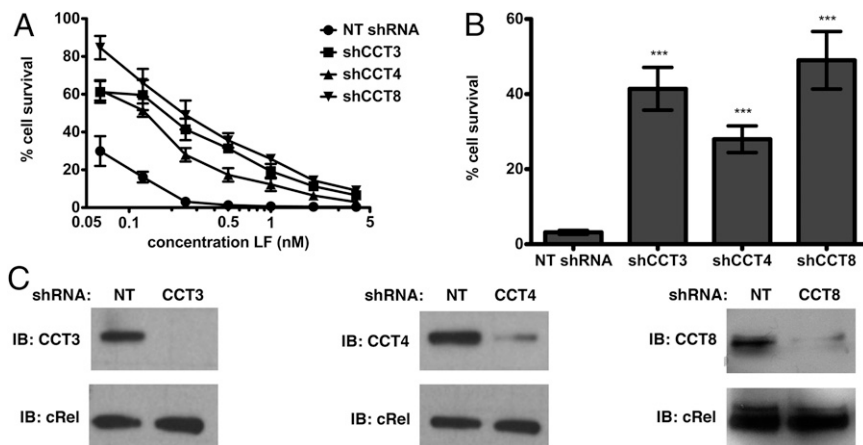 A
NT shRNA
shCCT3
shCCT4
shCCT8
% cell survival
100
80
60
40
20
0
0.05 0.1 0.5 1 5
concentration LF (nM)
B
% cell survival
60
40
20
0
***
***
***
NT shRNA shCCT3 shCCT4 shCCT8
C
shRNA: NT CCT3
IB: CCT3
IB: cRel
shRNA: NT CCT4
IB: CCT4
IB: cRel
shRNA: NT CCT8
IB: CCT8
IB: cRel